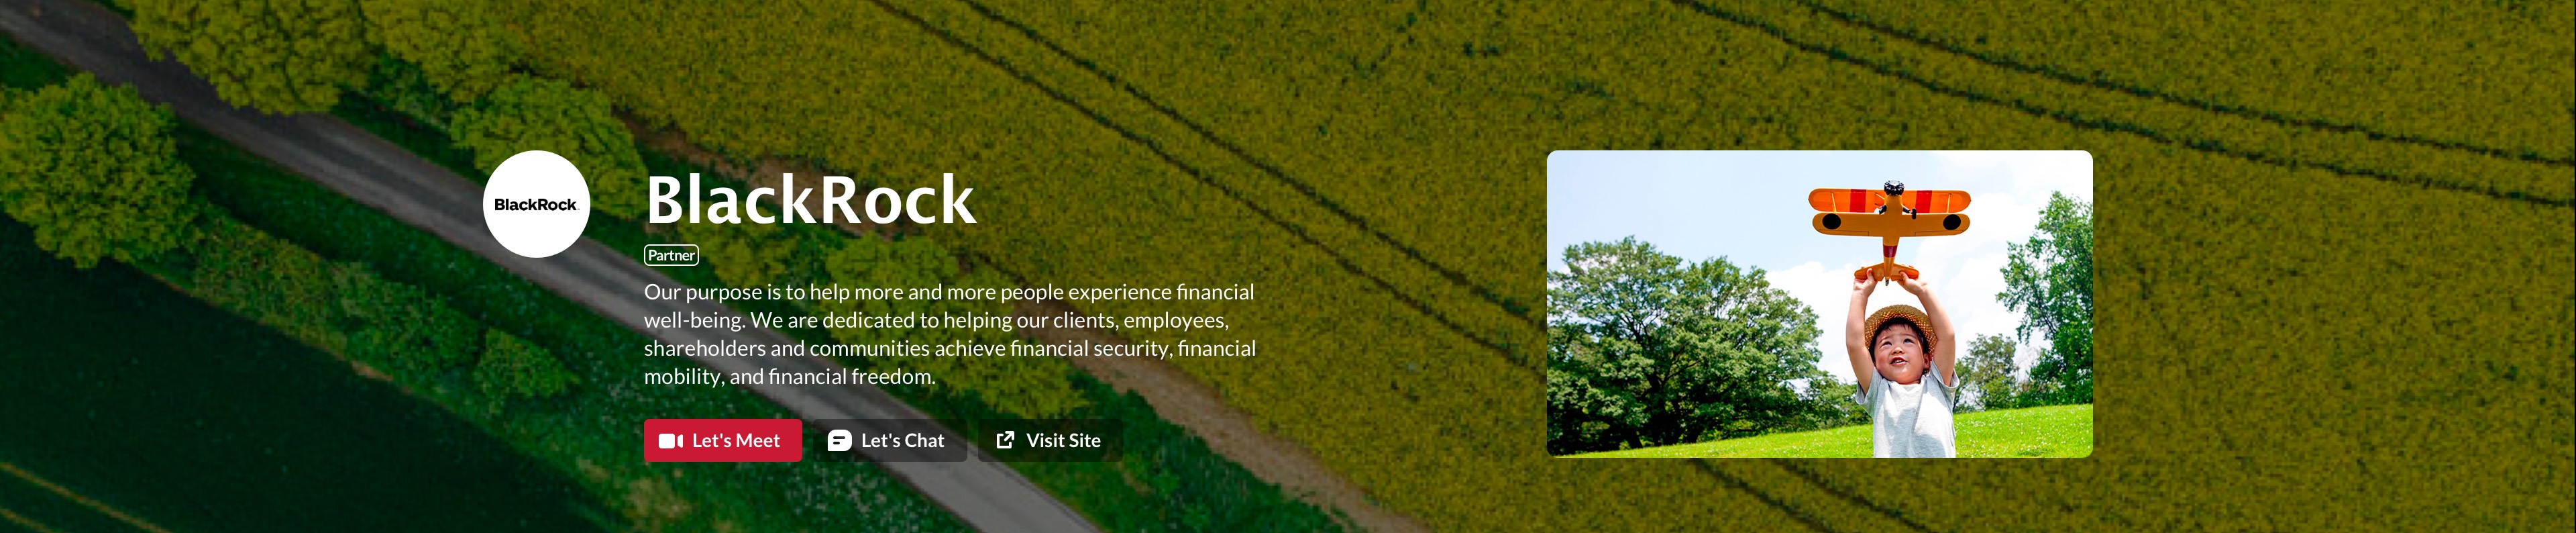 BlackRock.
BlackRock
Partner
Our purpose is to help more and more people experience financial
well-being. We are dedicated to helping our clients, employees,
shareholders and communities achieve financial security, financial
mobility, and financial freedom.
Let's Meet
Let's Chat
Visit Site